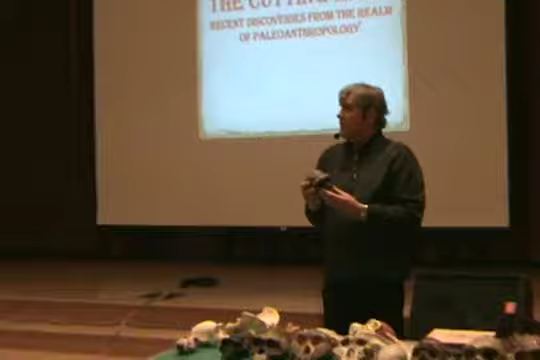 THE CUTTING
RECENT DISCOVERIES FROM THE REALM
OF PALEOANTHROPOLOGY